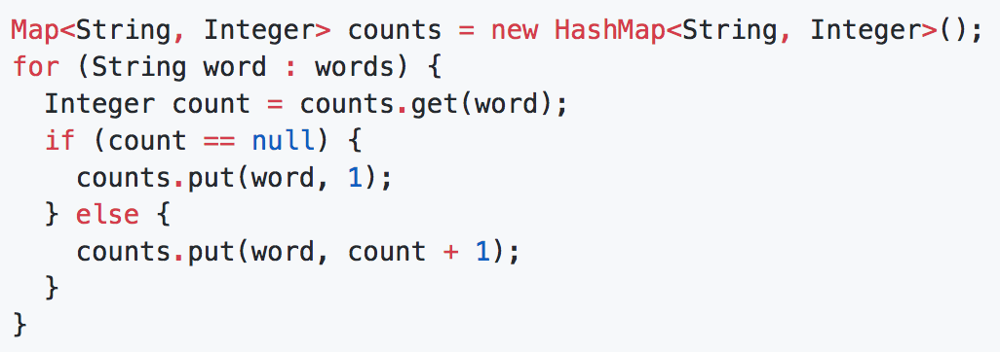 Map<String, Integer> counts = new HashMap<String, Integer>();
for (String word : words) {
  Integer count = counts.get(word);
  if (count == null) {
    counts.put(word, 1);
  } else {
    counts.put(word, count + 1);
  }
}